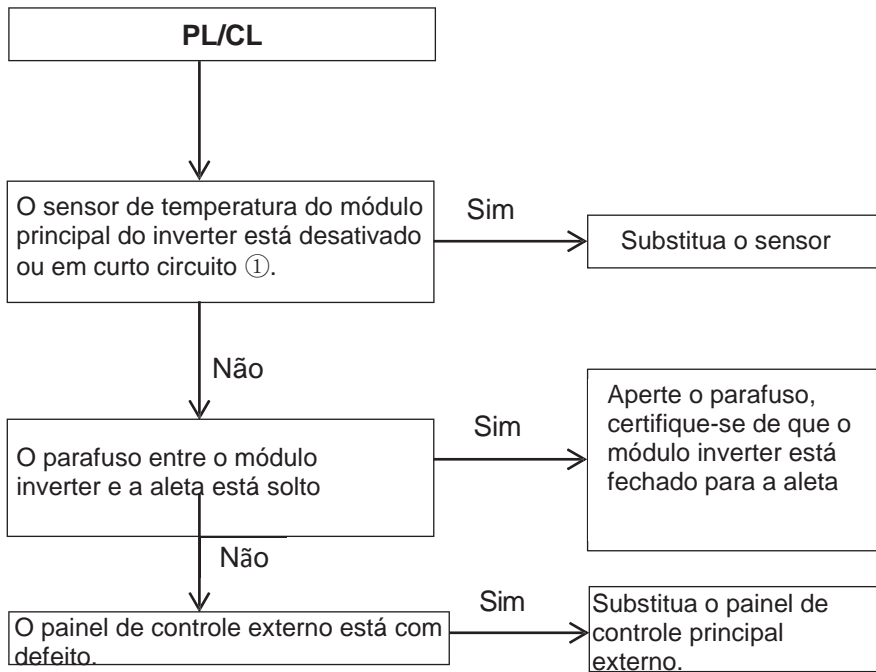 PL/CL
O sensor de temperatura do módulo
principal do inverter está desativado
ou em curto circuito ①.
Sim
Substitua o sensor
Não
O parafuso entre o módulo
inverter e a aleta está solto
Sim
Aperte o parafuso,
certifique-se de que o
módulo inverter está
fechado para a aleta
Não
O painel de controle externo está com
defeito.
Sim
Substitua o painel de
controle principal
externo.